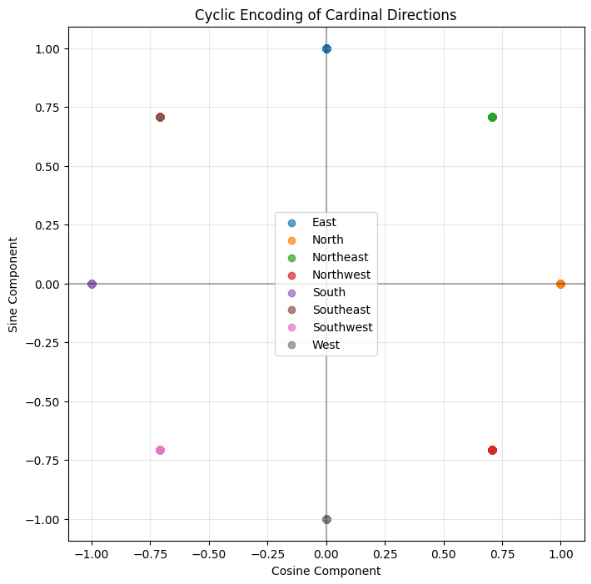 Cyclic Encoding of Cardinal Directions
1.00
0.75
0.50
0.25
0.00
−0.25
−0.50
−0.75
−1.00
Sine Component
East
North
Northeast
Northwest
South
Southeast
Southwest
West
−1.00 −0.75 −0.50 −0.25 0.00 0.25 0.50 0.75 1.00
Cosine Component